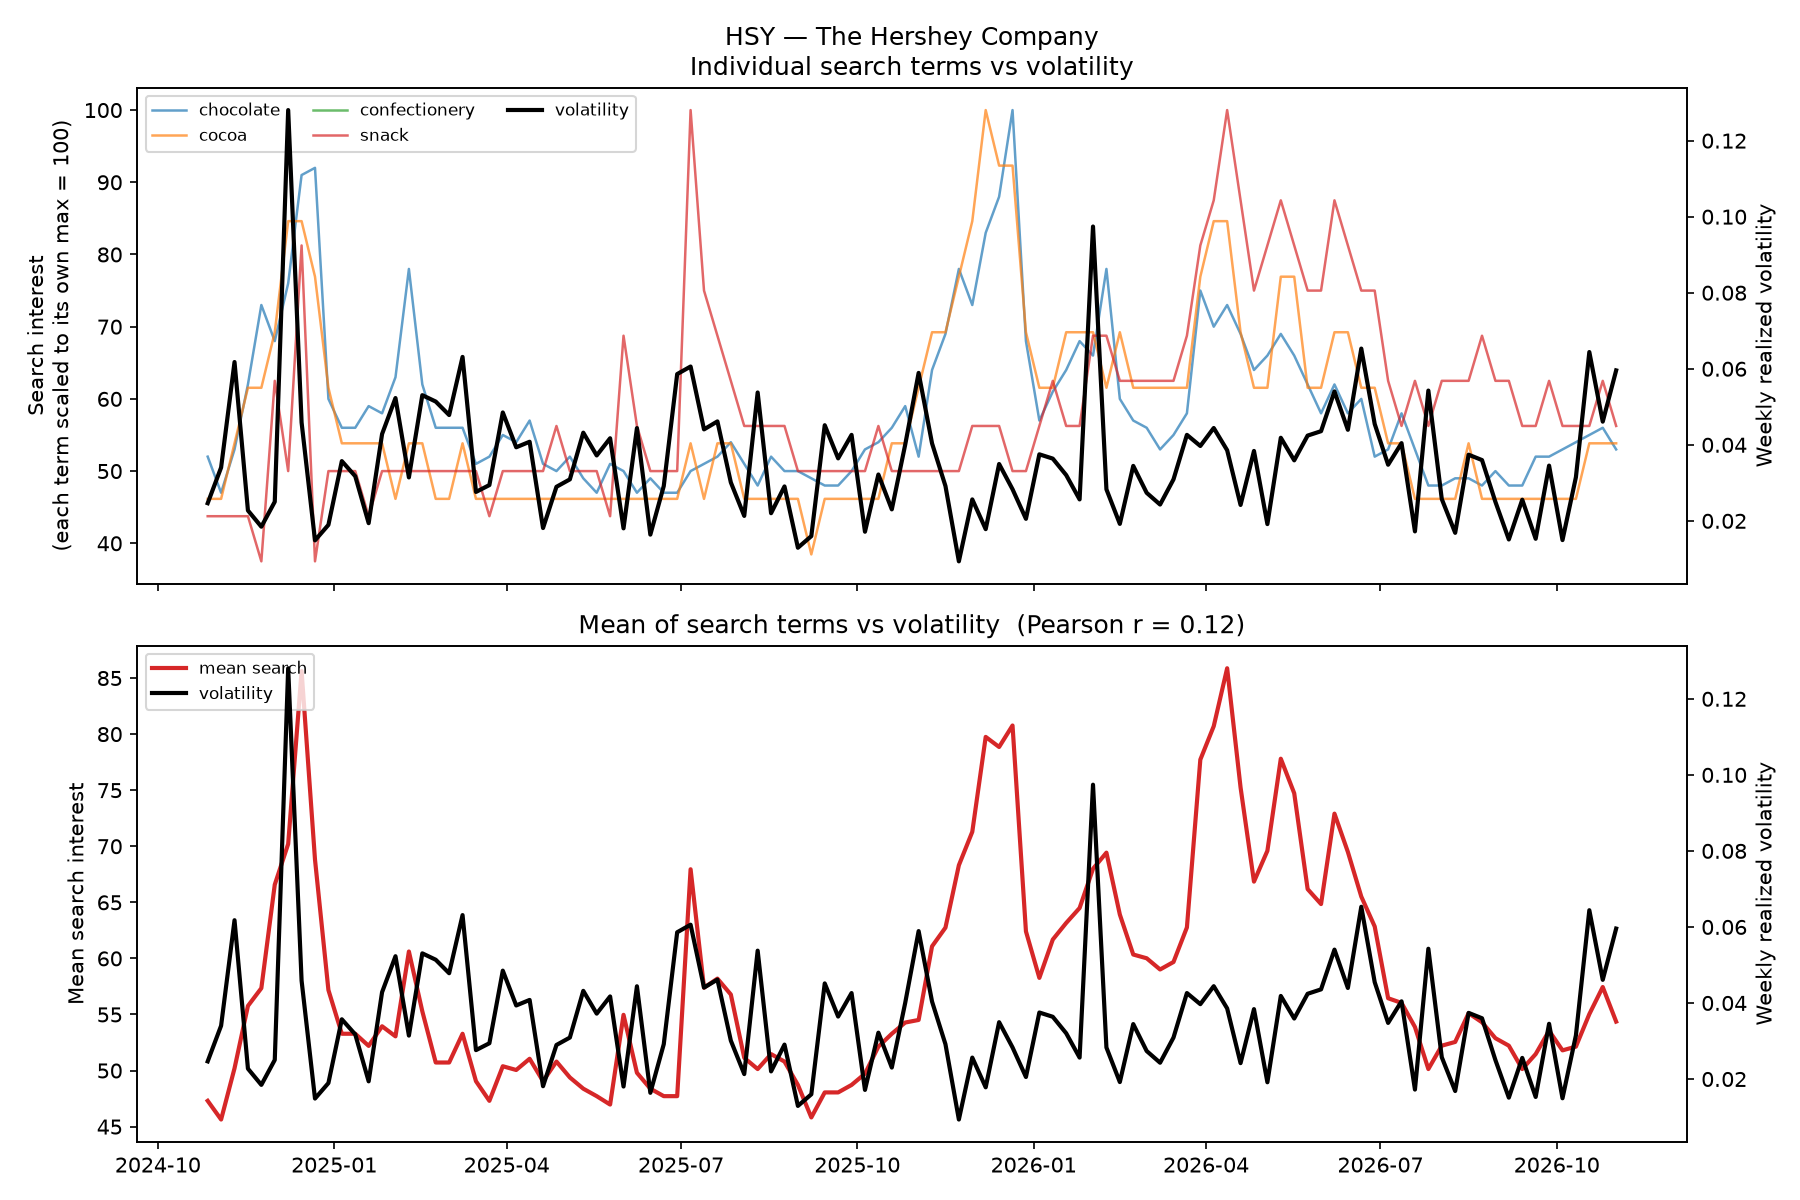 HSY — The Hershey Company
Individual search terms vs volatility
chocolate
cocoa
confectionery
snack
volatility
Search interest
(each term scaled to its own max = 100)
100
90
80
70
60
50
40
0.12
0.10
0.08
0.06
0.04
0.02
Weekly realized volatility
Mean of search terms vs volatility (Pearson r = 0.12)
mean search
volatility
Mean search interest
85
80
75
70
65
60
55
50
45
0.12
0.10
0.08
0.06
0.04
0.02
Weekly realized volatility
2024-10
2025-01
2025-04
2025-07
2025-10
2026-01
2026-04
2026-07
2026-10